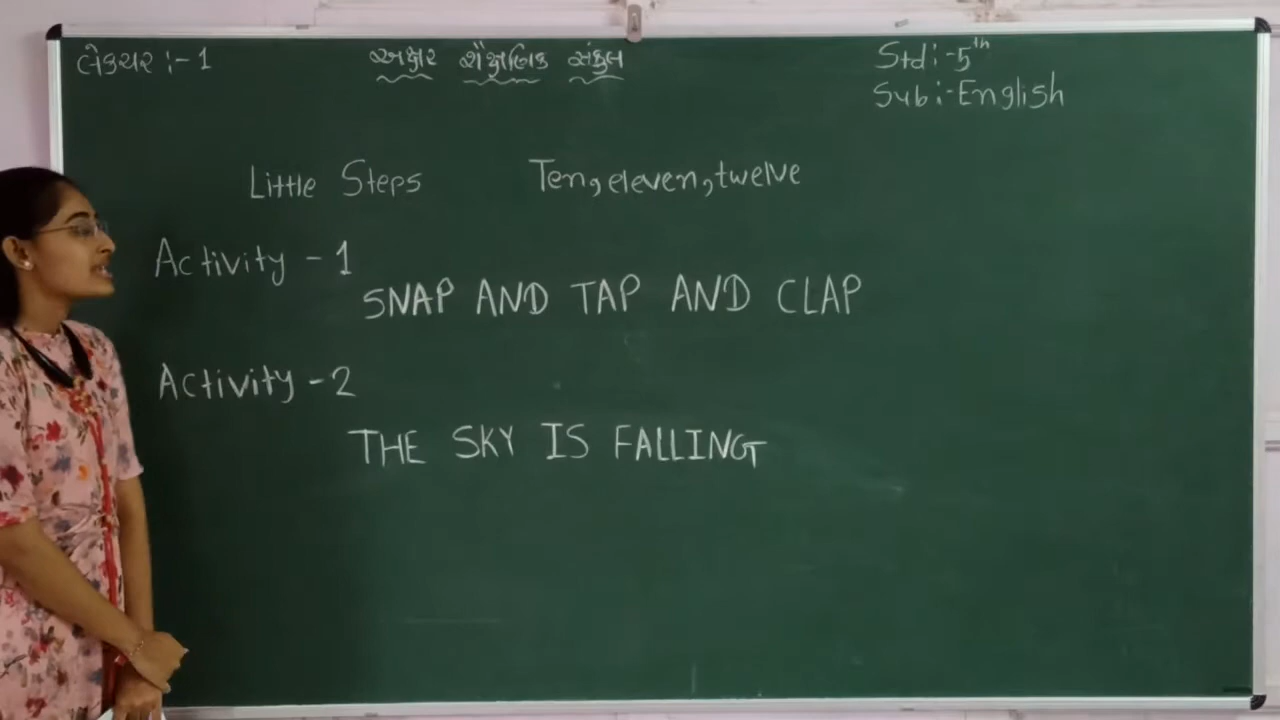 લેક્ચર :- 1
અક્ષર શૈક્ષણિક સંકુલ
Std :- 5th
Sub :- English
Little Steps Ten, eleven, twelve
Activity - 1
SNAP AND TAP AND CLAP
Activity - 2
THE SKY IS FALLING